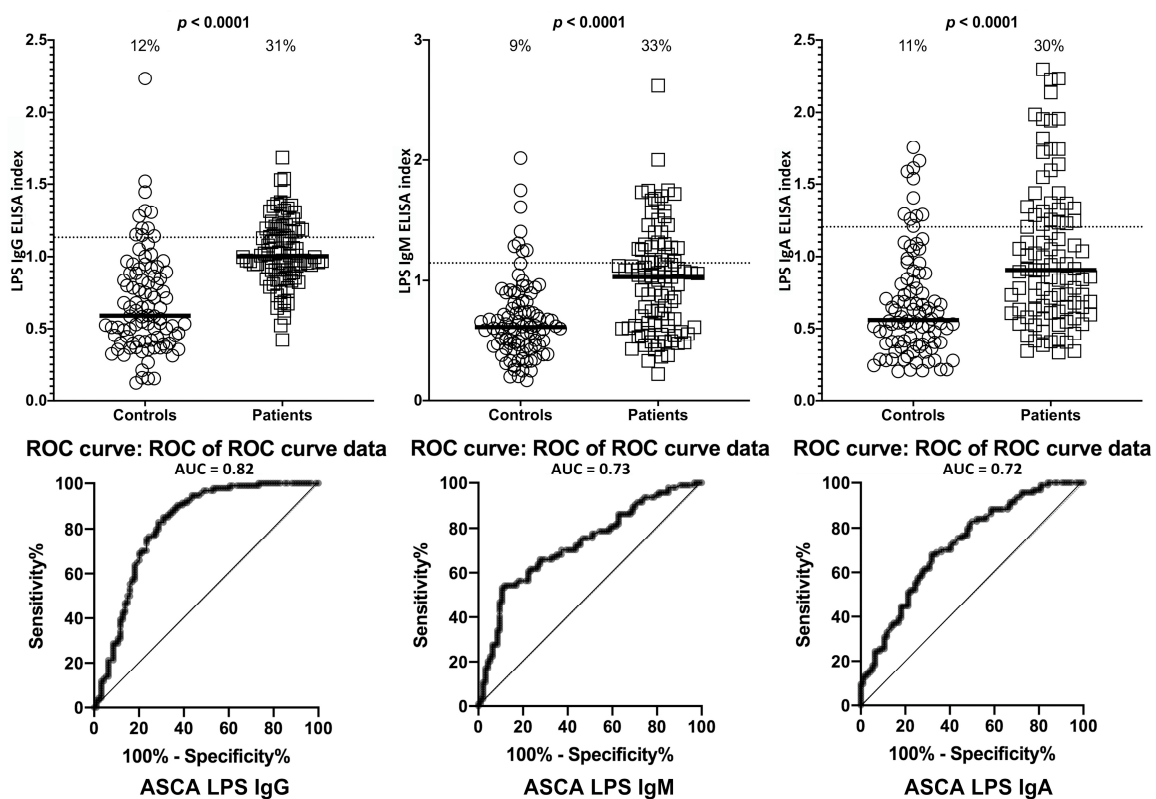 p < 0.0001
12% 31%
2.5
2.0
1.5
1.0
0.5
0.0
LPS IgG ELISA index
Controls Patients
p < 0.0001
9% 33%
3
2
1
0
LPS IgM ELISA index
Controls Patients
p < 0.0001
11% 30%
2.5
2.0
1.5
1.0
0.5
0.0
LPS IgA ELISA index
Controls Patients
ROC curve: ROC of ROC curve data
AUC = 0.82
100
80
60
40
20
0
Sensitivity%
0 20 40 60 80 100
100% - Specificity%
ASCA LPS IgG
ROC curve: ROC of ROC curve data
AUC = 0.73
100
80
60
40
20
0
Sensitivity%
0 20 40 60 80 100
100% - Specificity%
ASCA LPS IgM
ROC curve: ROC of ROC curve data
AUC = 0.72
100
80
60
40
20
0
Sensitivity%
0 20 40 60 80 100
100% - Specificity%
ASCA LPS IgA